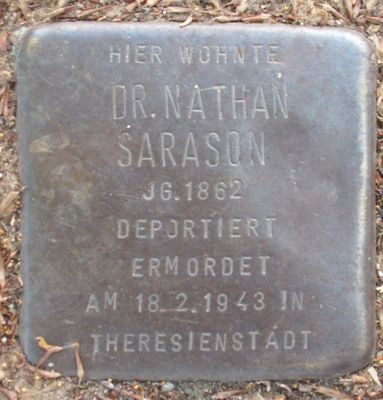 HIER WOHNTE
DR. NATHAN
SARASON
JG. 1862
DEPORTIERT
ERMORDET
AM 18.2.1943 IN
THERESIENSTADT